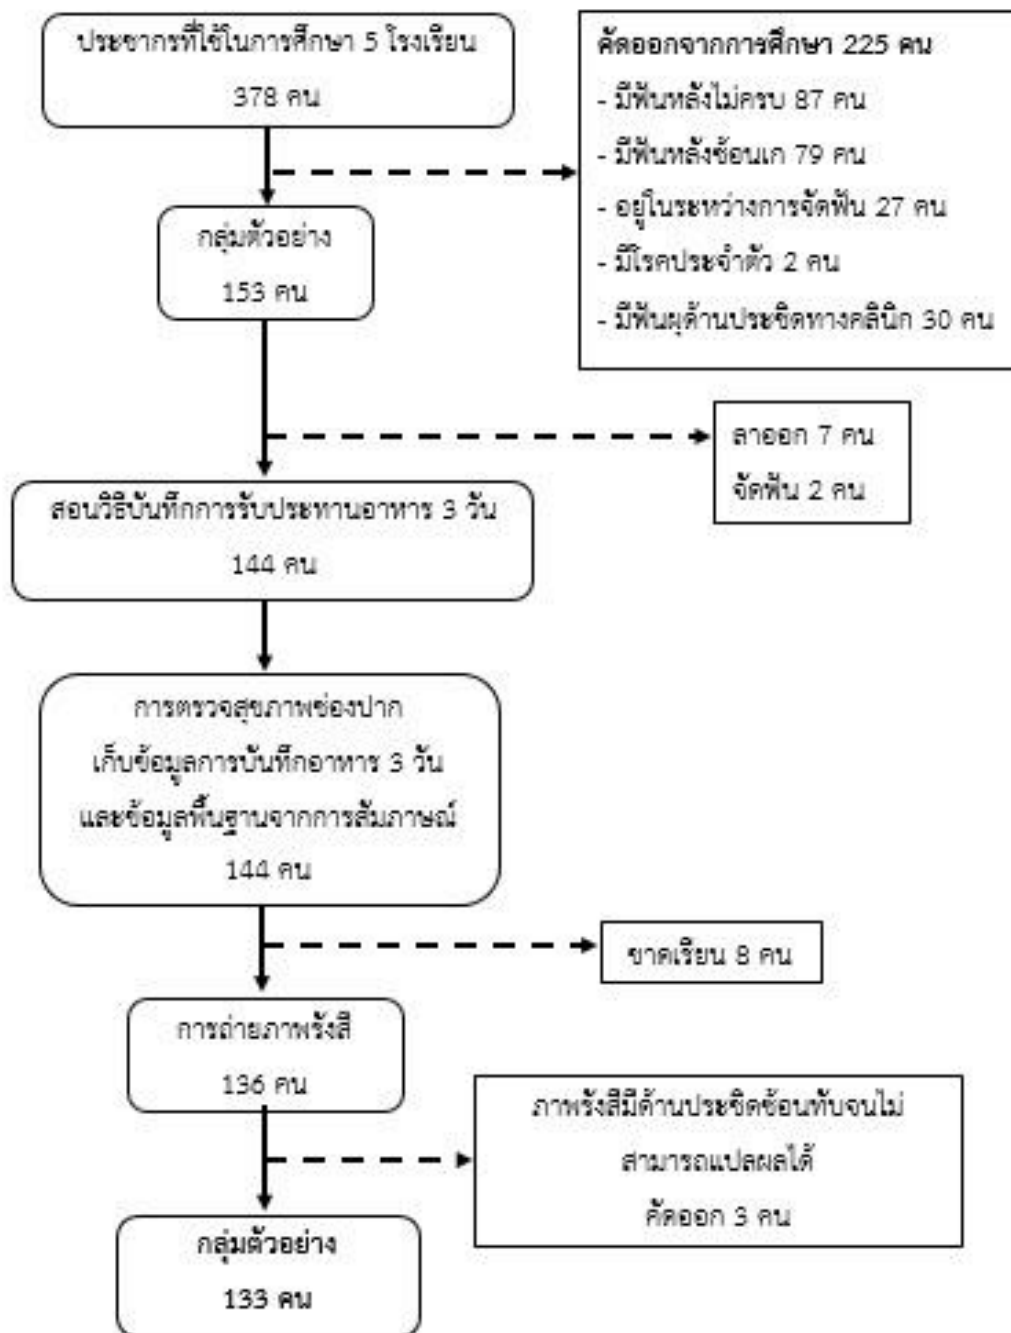 ประชากรที่ใช้ในการศึกษา 5 โรงเรียน
378 คน
คัดออกจากการศึกษา 225 คน
- มีฟันหลังไม่ครบ 87 คน
- มีฟันหลังซ้อนเก 79 คน
- อยู่ในระหว่างการจัดฟัน 27 คน
- มีโรคประจำตัว 2 คน
- มีฟันผุด้านประชิดทางคลินิก 30 คน
กลุ่มตัวอย่าง
153 คน
ลาออก 7 คน
จัดฟัน 2 คน
สอนวิธีบันทึกการรับประทานอาหาร 3 วัน
144 คน
การตรวจสุขภาพช่องปาก
เก็บข้อมูลการบันทึกอาหาร 3 วัน
และข้อมูลพื้นฐานจากการสัมภาษณ์
144 คน
ขาดเรียน 8 คน
การถ่ายภาพรังสี
136 คน
ภาพรังสีมีด้านประชิดซ้อนทับจนไม่
สามารถแปลผลได้
คัดออก 3 คน
กลุ่มตัวอย่าง
133 คน